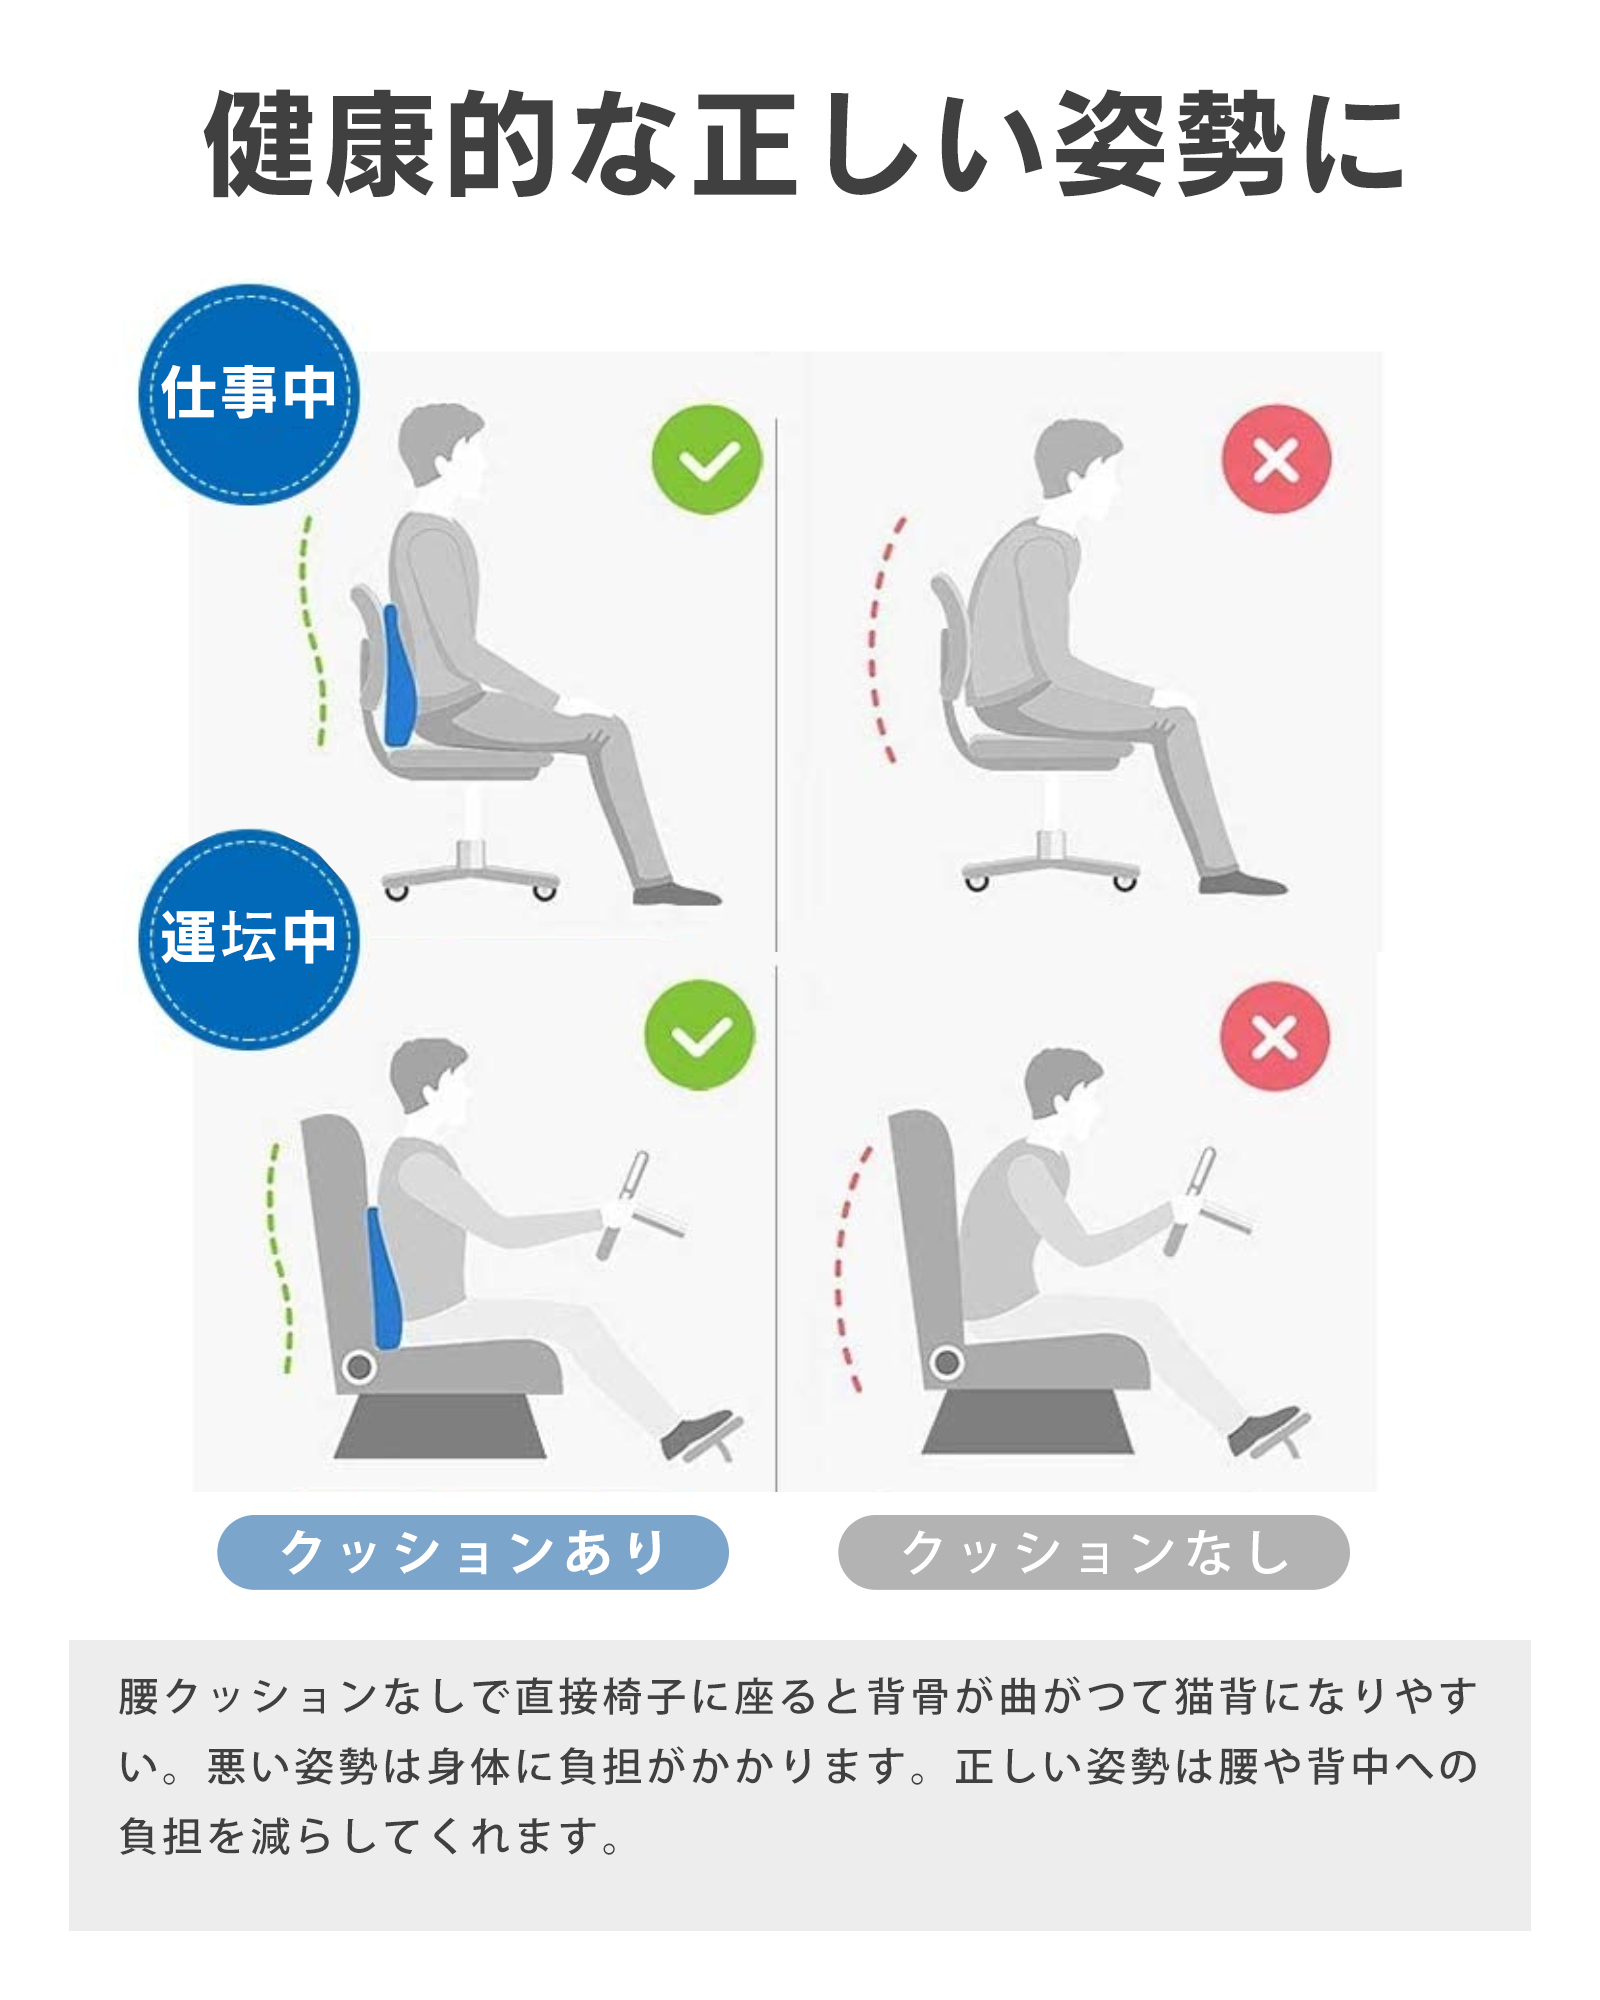 健康的な正しい姿勢に
仕事中
運坛中
クッションあり
クッションなし
腰クッションなしで直接椅子に座ると背骨が曲がつて猫背になりやす
い。悪い姿勢は身体に負担がかかります。正しい姿勢は腰や背中への
負担を減らしてくれます。